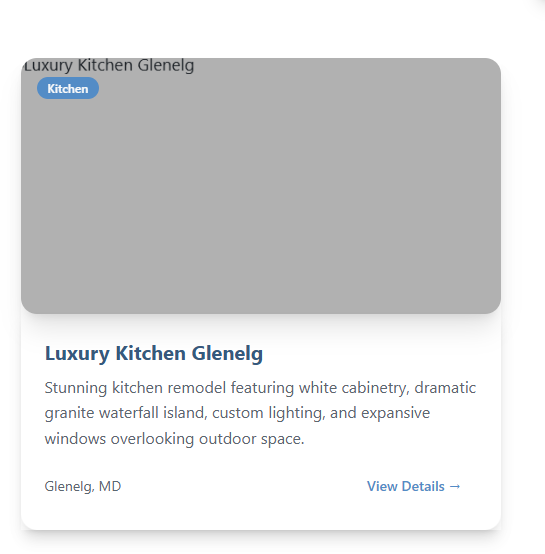 Luxury Kitchen Glenelg
Kitchen
Luxury Kitchen Glenelg
Stunning kitchen remodel featuring white cabinetry, dramatic
granite waterfall island, custom lighting, and expansive
windows overlooking outdoor space.
Glenelg, MD
View Details →